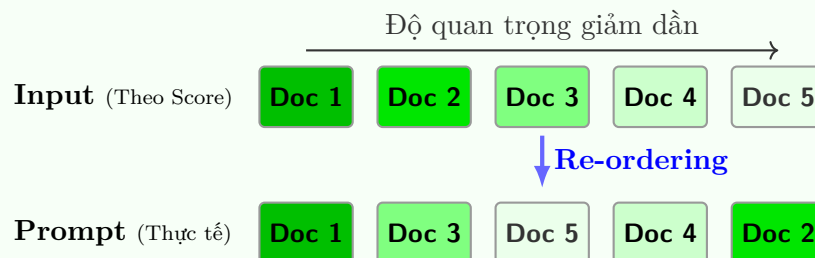 Độ quan trọng giảm dần
Input (Theo Score) Doc 1 Doc 2 Doc 3 Doc 4 Doc 5
Re-ordering
Prompt (Thực tế) Doc 1 Doc 3 Doc 5 Doc 4 Doc 2